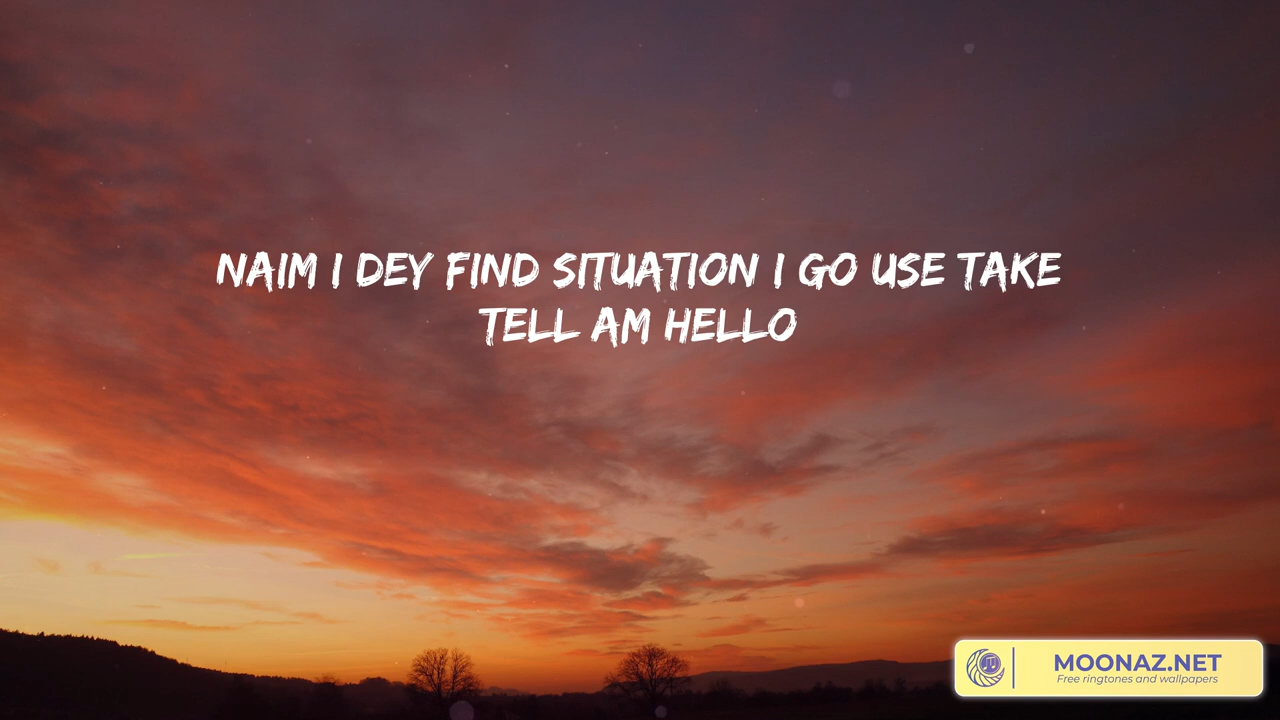 NAIM I DEY FIND SITUATION I GO USE TAKE
TELL AM HELLO
MOONAZ.NET
Free ringtones and wallpapers